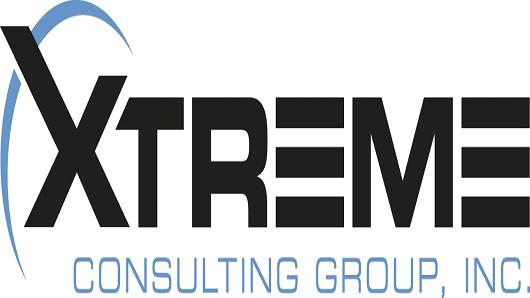 XTREME
CONSULTING GROUP, INC.